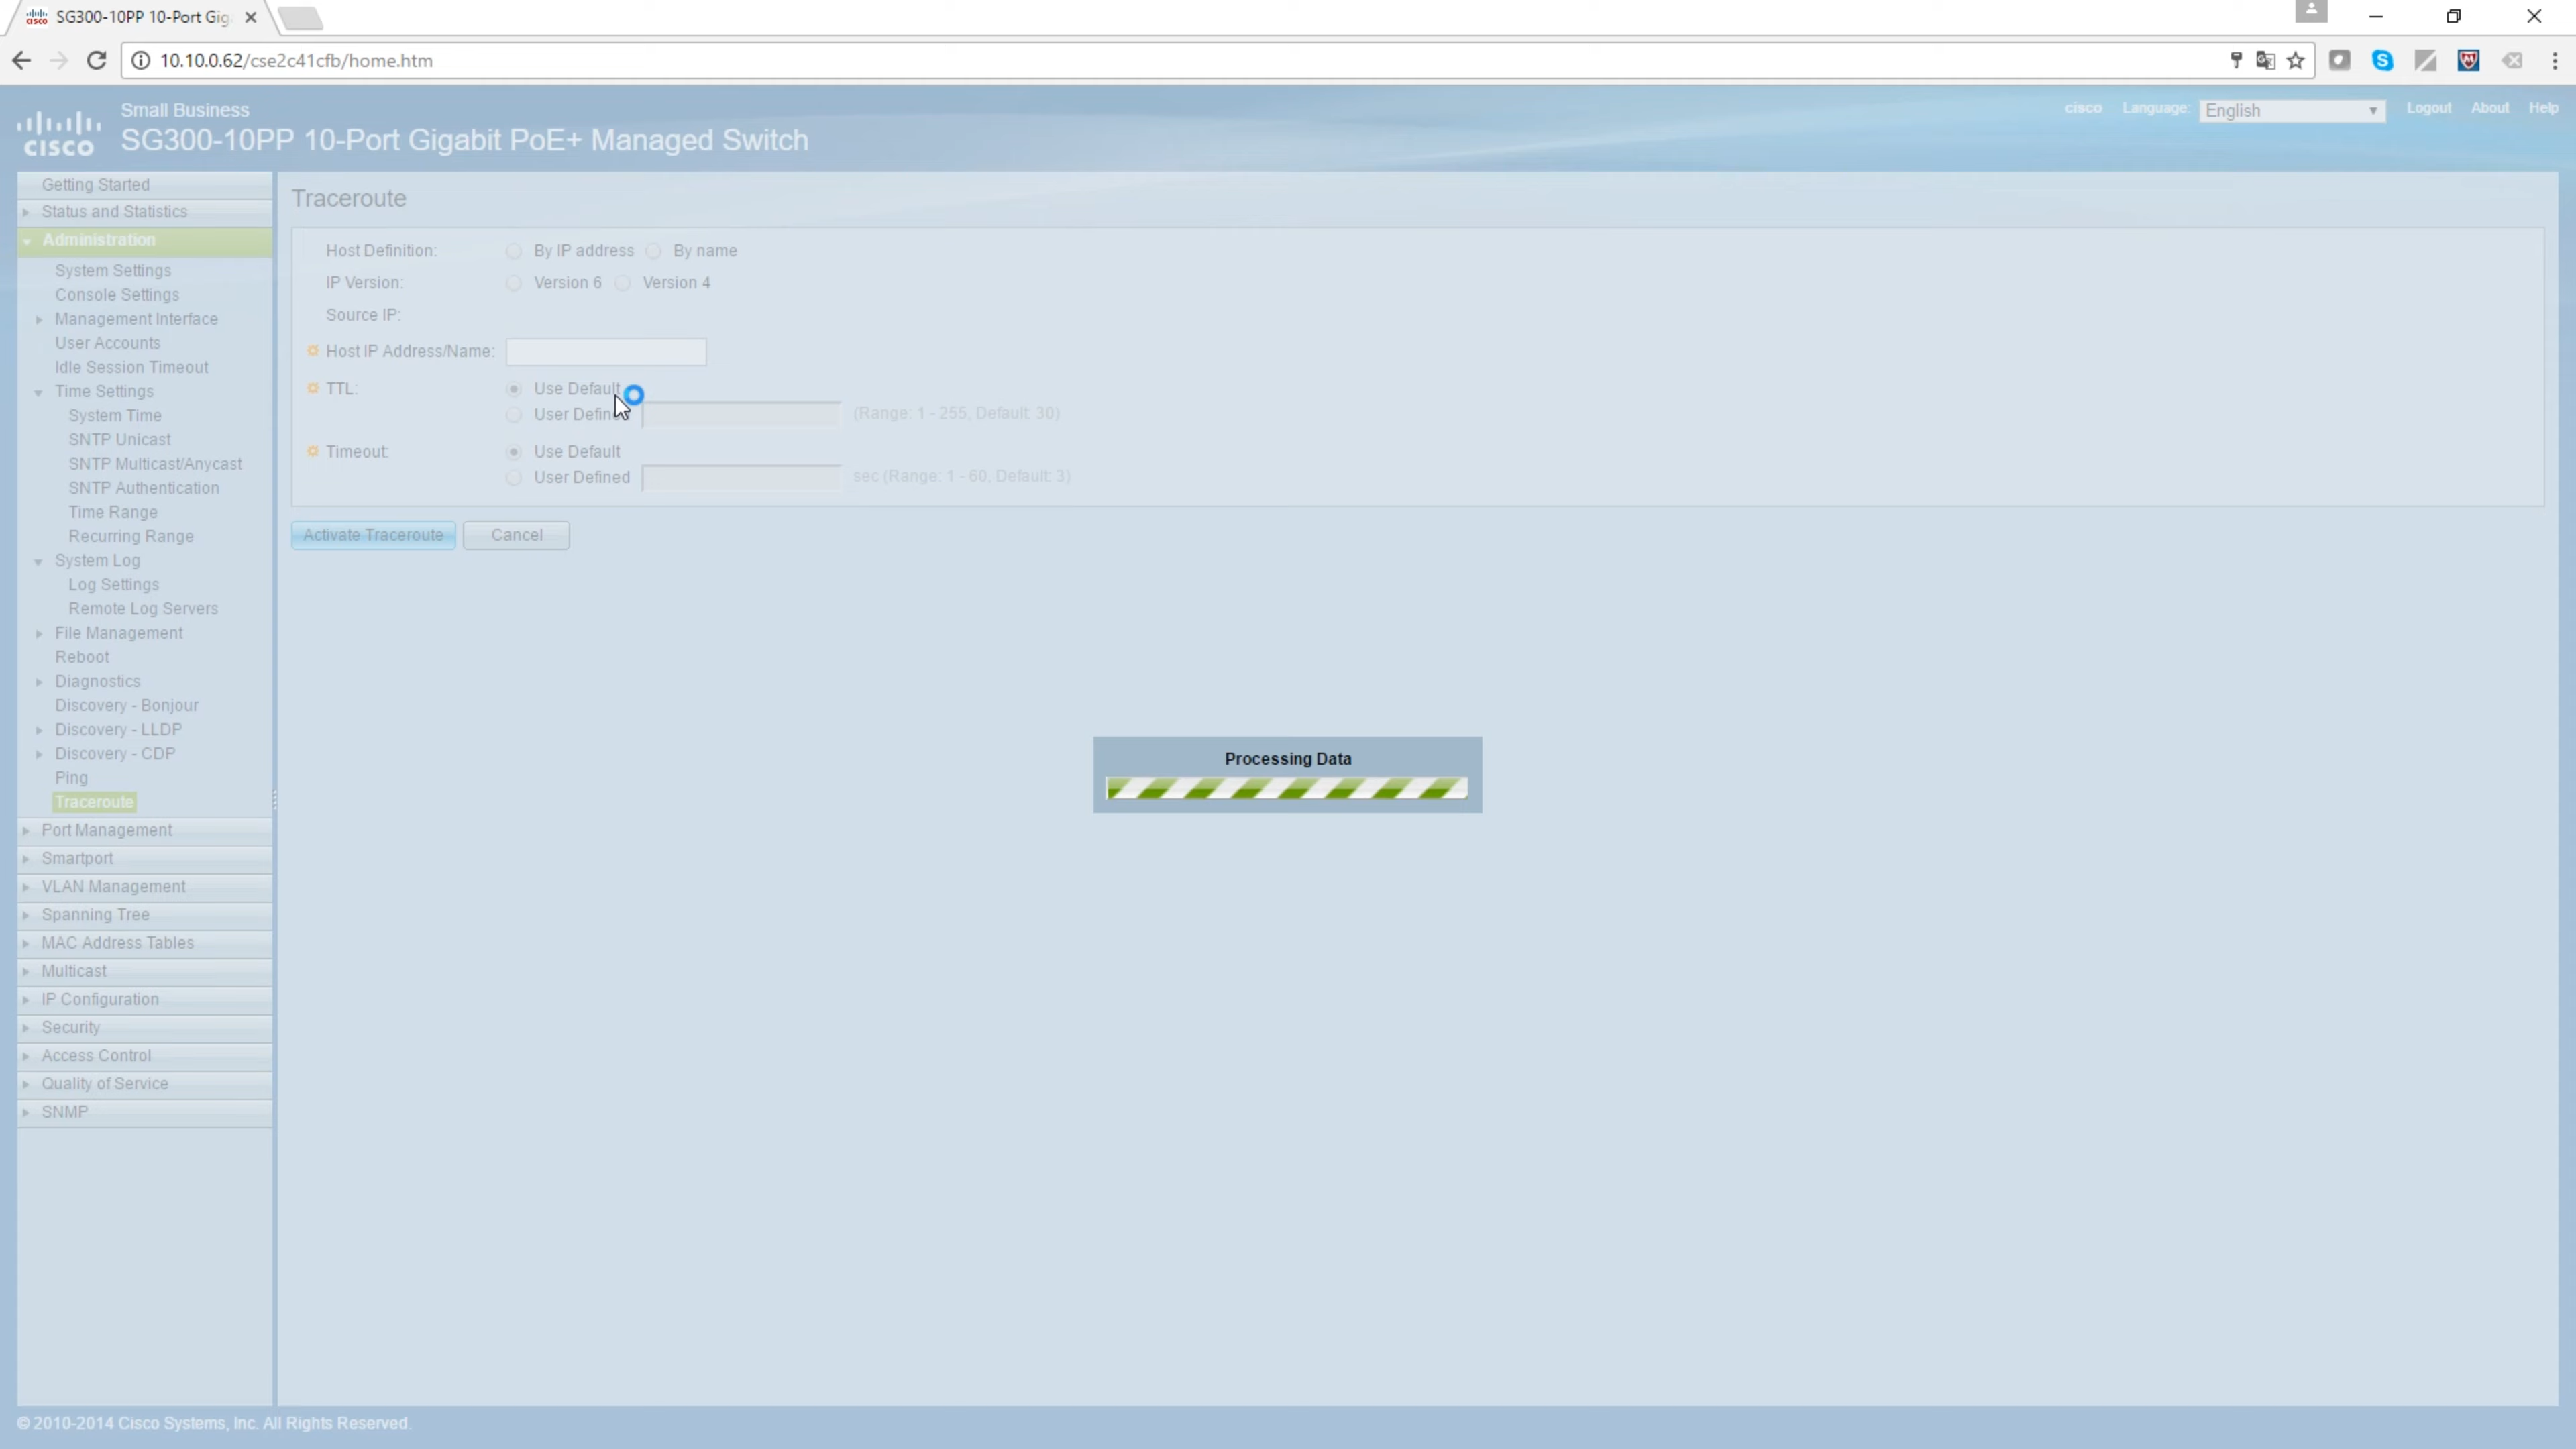 SG300-10PP 10-Port Gig
10.10.0.62/cse2c41cfb/home.htm
Small Business
cisco Language: English Logout About Help
CISCO
SG300-10PP 10-Port Gigabit PoE+ Managed Switch
Getting Started
Status and Statistics
Administration
System Settings
Console Settings
Management Interface
User Accounts
Idle Session Timeout
Time Settings
System Time
SNTP Unicast
SNTP Multicast/Anycast
SNTP Authentication
Time Range
Recurring Range
System Log
Log Settings
Remote Log Servers
File Management
Reboot
Diagnostics
Discovery - Bonjour
Discovery - LLDP
Discovery - CDP
Ping
Traceroute
Port Management
Smartport
VLAN Management
Spanning Tree
MAC Address Tables
Multicast
IP Configuration
Security
Access Control
Quality of Service
SNMP
Traceroute
Host Definition: By IP address By name
IP Version: Version 6 Version 4
Source IP:
Host IP Address/Name:
TTL: Use Default
User Defined (Range: 1 - 255, Default: 30)
Timeout: Use Default
User Defined sec (Range: 1 - 60, Default: 3)
Activate Traceroute Cancel
Processing Data
© 2010-2014 Cisco Systems, Inc. All Rights Reserved.